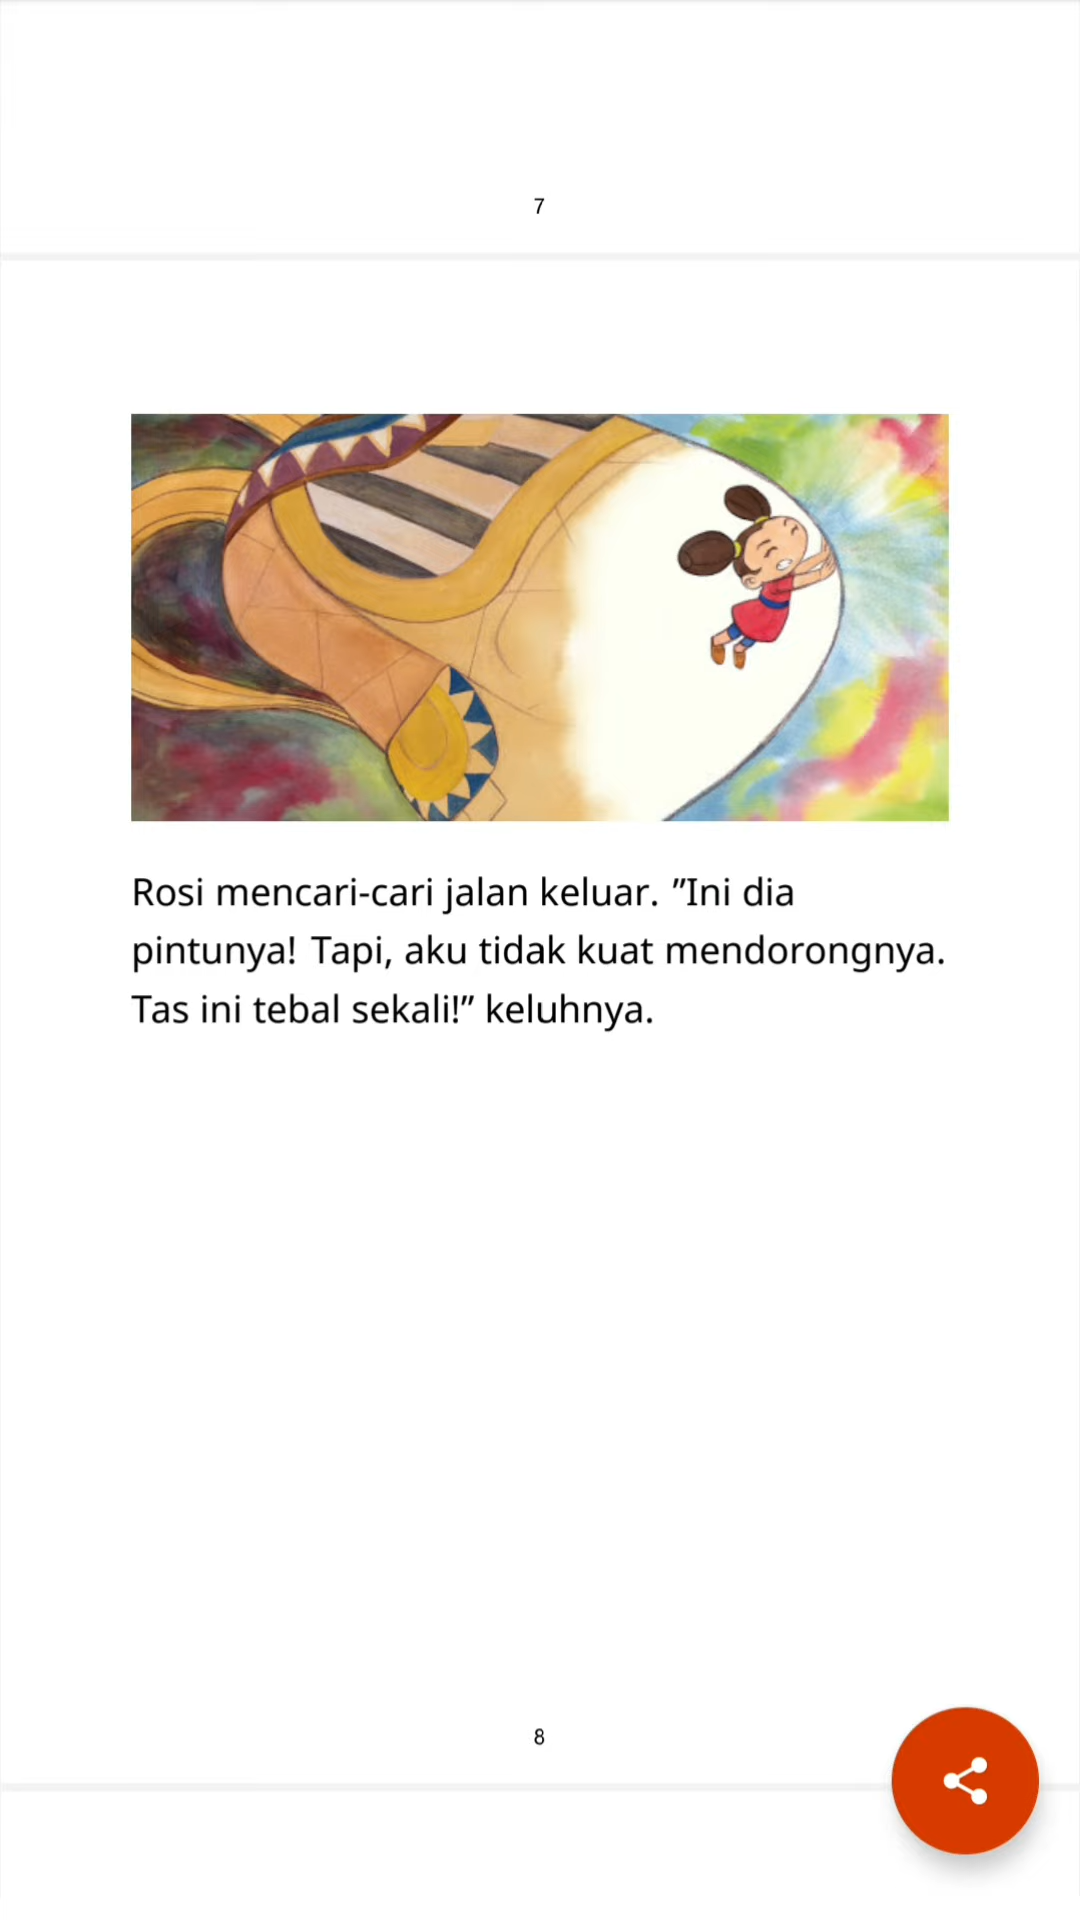 7
Rosi mencari-cari jalan keluar. ”Ini dia
pintunya! Tapi, aku tidak kuat mendorongnya.
Tas ini tebal sekali!” keluhnya.
8